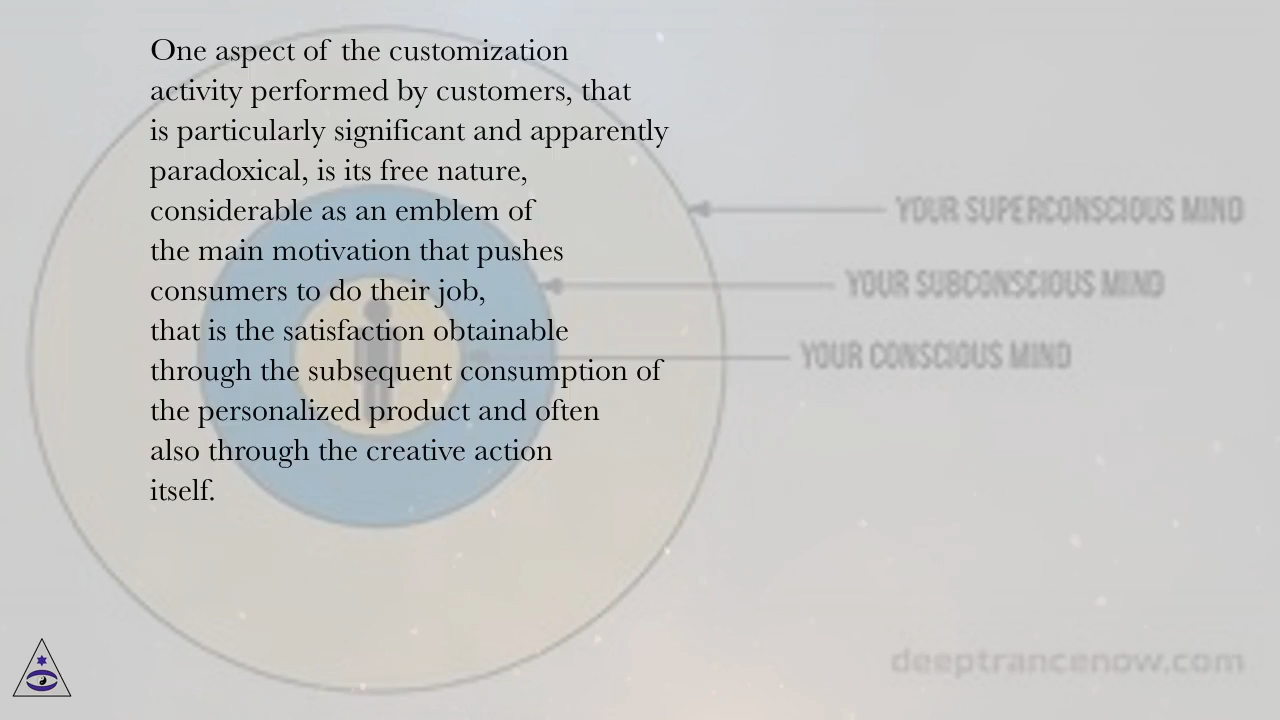 One aspect of the customization
activity performed by customers, that
is particularly significant and apparently
paradoxical, is its free nature,
considerable as an emblem of
the main motivation that pushes
consumers to do their job,
that is the satisfaction obtainable
through the subsequent consumption of
the personalized product and often
also through the creative action
itself.
YOUR SUPERCONSCIOUS MIND
YOUR SUBCONSCIOUS MIND
YOUR CONSCIOUS MIND
deeptrancenow.com